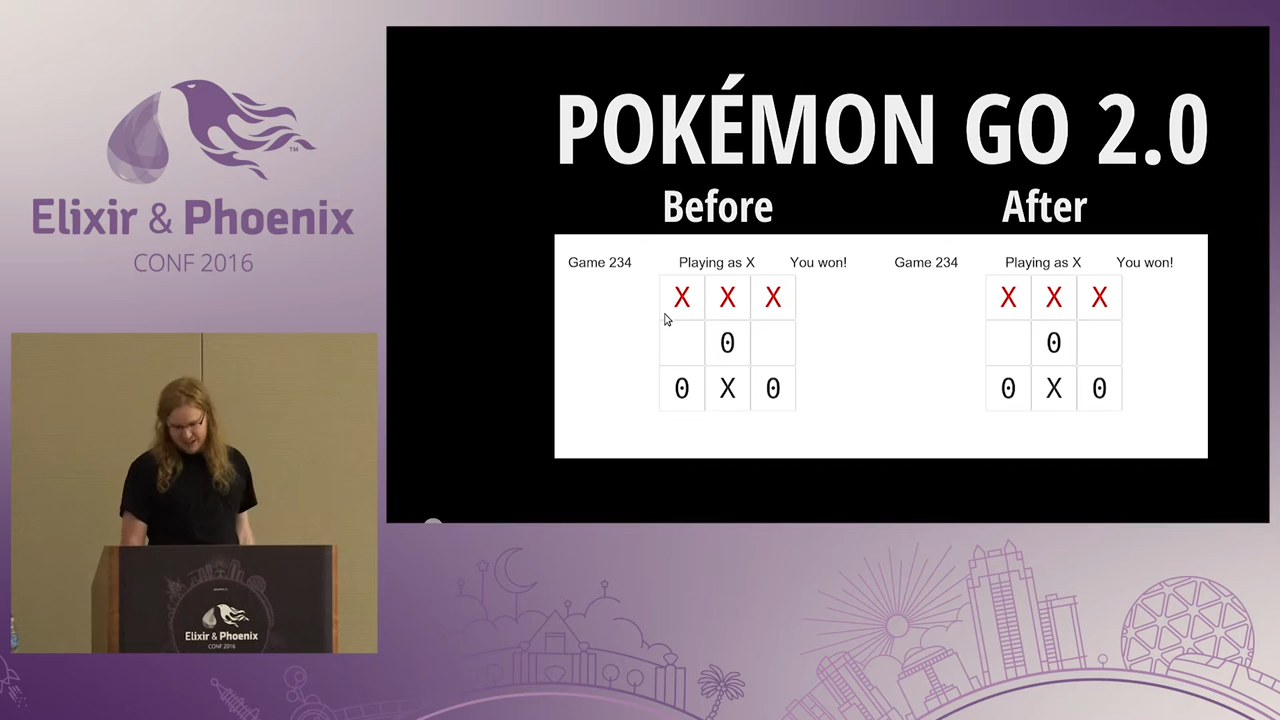 Elixir & Phoenix
™
CONF 2016
POKÉMON GO 2.0
Before After
Game 234 Playing as X You won! Game 234 Playing as X You won!
X X X X X X
0 0
0 X 0 0 X 0
Elixir & Phoenix
CONF 2016